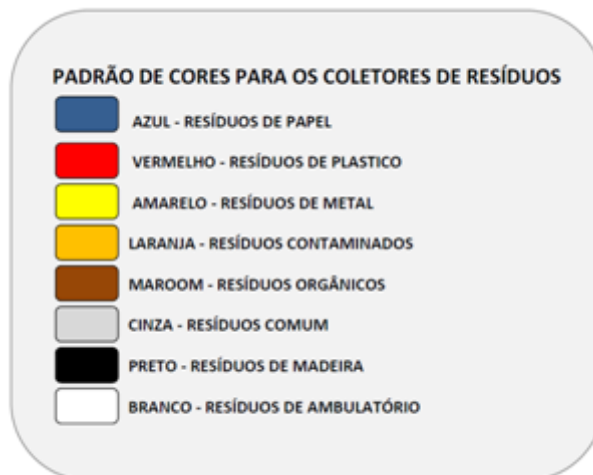 PADRÃO DE CORES PARA OS COLETORES DE RESÍDUOS
AZUL - RESÍDUOS DE PAPEL
VERMELHO - RESÍDUOS DE PLASTICO
AMARELO - RESÍDUOS DE METAL
LARANJA - RESÍDUOS CONTAMINADOS
MAROOM - RESÍDUOS ORGÂNICOS
CINZA - RESÍDUOS COMUM
PRETO - RESÍDUOS DE MADEIRA
BRANCO - RESÍDUOS DE AMBULATÓRIO